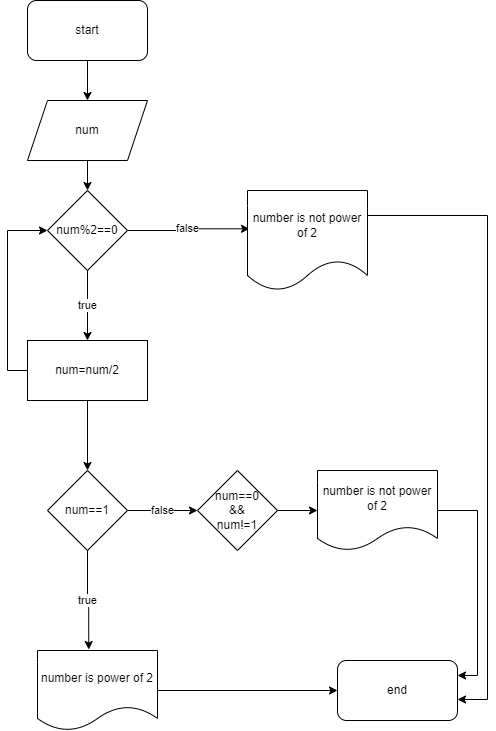 start
num
num%2==0
false
number is not power
of 2
true
num=num/2
num==1
false
num==0
&&
num!=1
number is not power
of 2
true
number is power of 2
end